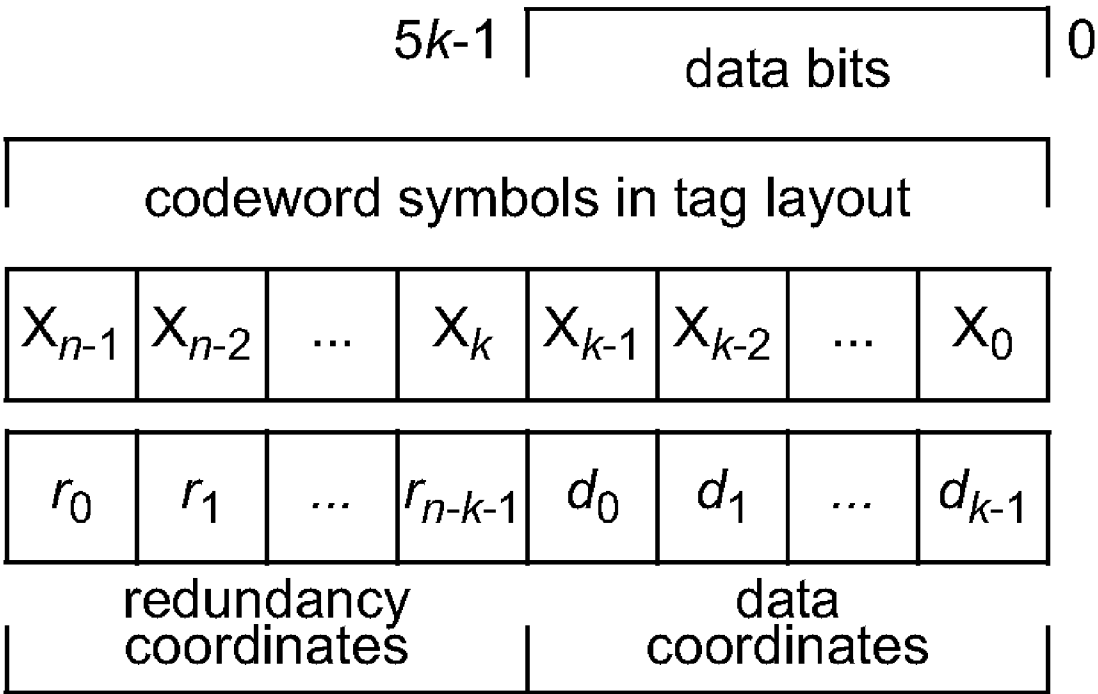 5k-1 data bits 0
codeword symbols in tag layout
Xn-1 Xn-2 ... Xk Xk-1 Xk-2 ... X0
r0 r1 ... rn-k-1 d0 d1 ... dk-1
redundancy data
coordinates coordinates